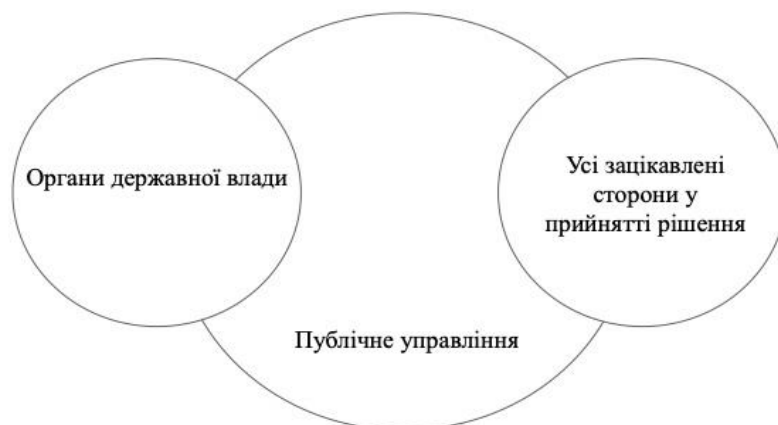 Органи державної влади
Усі зацікавлені
сторони у
прийнятті рішення
Публічне управління